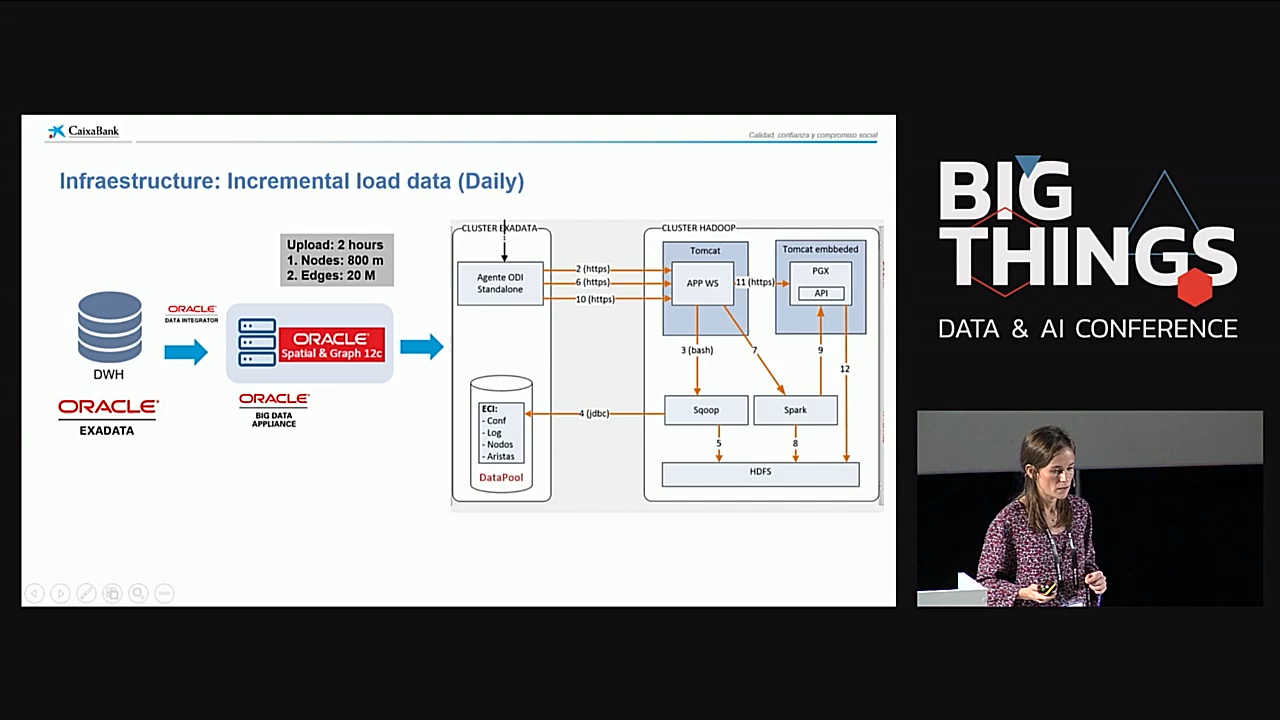 CaixaBank
Calidad, confianza y compromiso social
Infraestructure: Incremental load data (Daily)
Upload: 2 hours
1. Nodes: 800 m
2. Edges: 20 M
DWH
ORACLE
EXADATA
ORACLE
DATA INTEGRATOR
ORACLE
Spatial & Graph 12c
ORACLE
BIG DATA
APPLIANCE
CLUSTER EXADATA
Agente ODI
Standalone
2 (https)
6 (https)
10 (https)
ECI:
- Conf
- Log
- Nodos
- Aristas
DataPool
4 (jdbc)
CLUSTER HADOOP
Tomcat
APP WS
11 (https)
Tomcat embbeded
PGX
API
3 (bash)
7
9
12
Sqoop
Spark
5
8
HDFS
BIG
THINGS
DATA & AI CONFERENCE